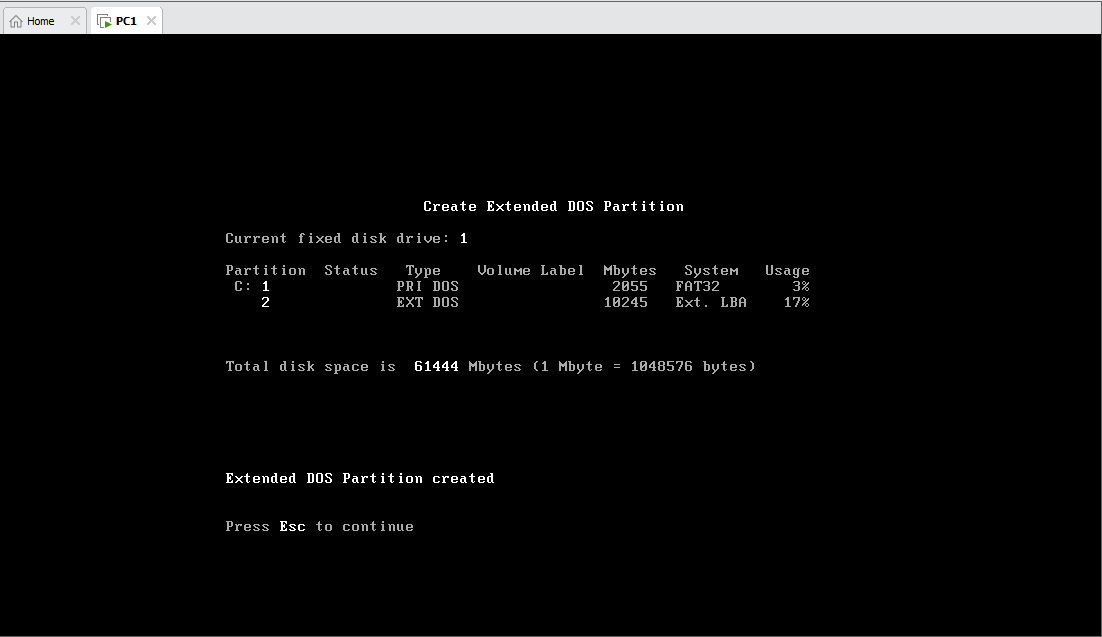 Home PC1
Create Extended DOS Partition
Current fixed disk drive: 1
Partition Status Type Volume Label Mbytes System Usage
C: 1 PRI DOS 2055 FAT32 3%
2 EXT DOS 10245 Ext. LBA 17%
Total disk space is 61444 Mbytes (1 Mbyte = 1048576 bytes)
Extended DOS Partition created
Press Esc to continue